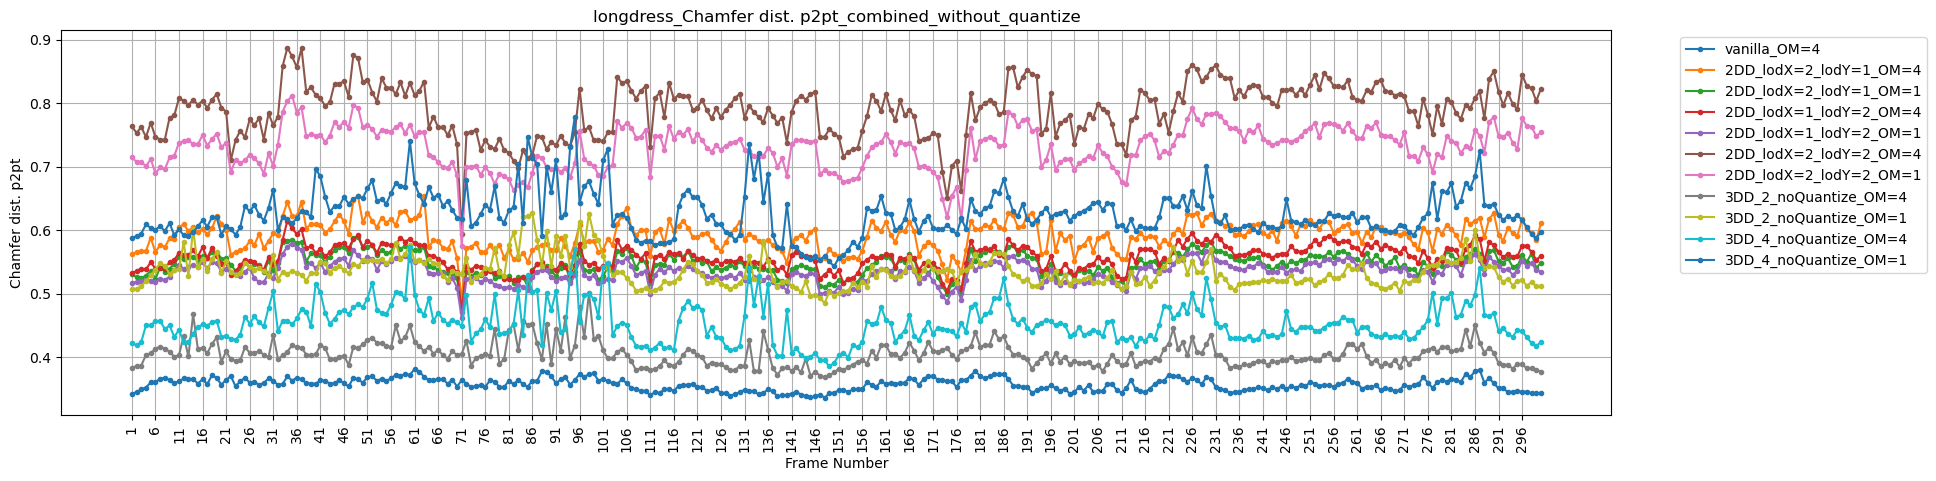 longdress_Chamfer dist. p2pt_combined_without_quantize
Chamfer dist. p2pt
0.9
0.8
0.7
0.6
0.5
0.4
1 6 11 16 21 26 31 36 41 46 51 56 61 66 71 76 81 86 91 96 101 106 111 116 121 126 131 136 141 146 151 156 161 166 171 176 181 186 191 196 201 206 211 216 221 226 231 236 241 246 251 256 261 266 271 276 281 286 291 296
Frame Number
vanilla_OM=4
2DD_lodX=2_lodY=1_OM=4
2DD_lodX=2_lodY=1_OM=1
2DD_lodX=1_lodY=2_OM=4
2DD_lodX=1_lodY=2_OM=1
2DD_lodX=2_lodY=2_OM=4
2DD_lodX=2_lodY=2_OM=1
3DD_2_noQuantize_OM=4
3DD_2_noQuantize_OM=1
3DD_4_noQuantize_OM=4
3DD_4_noQuantize_OM=1